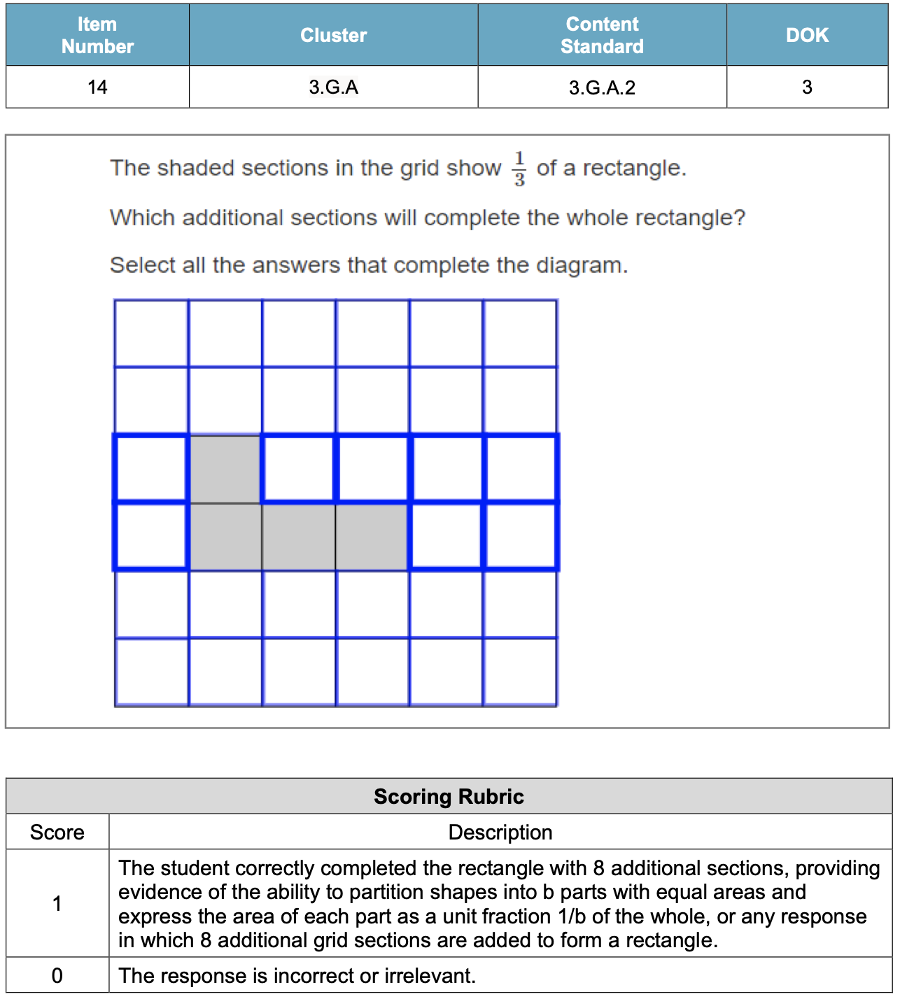 Item Number
Cluster
Content Standard
DOK
14
3.G.A
3.G.A.2
3
The shaded sections in the grid show 1/3 of a rectangle.
Which additional sections will complete the whole rectangle?
Select all the answers that complete the diagram.
Scoring Rubric
Score
Description
1
The student correctly completed the rectangle with 8 additional sections, providing
evidence of the ability to partition shapes into b parts with equal areas and
express the area of each part as a unit fraction 1/b of the whole, or any response
in which 8 additional grid sections are added to form a rectangle.
0
The response is incorrect or irrelevant.